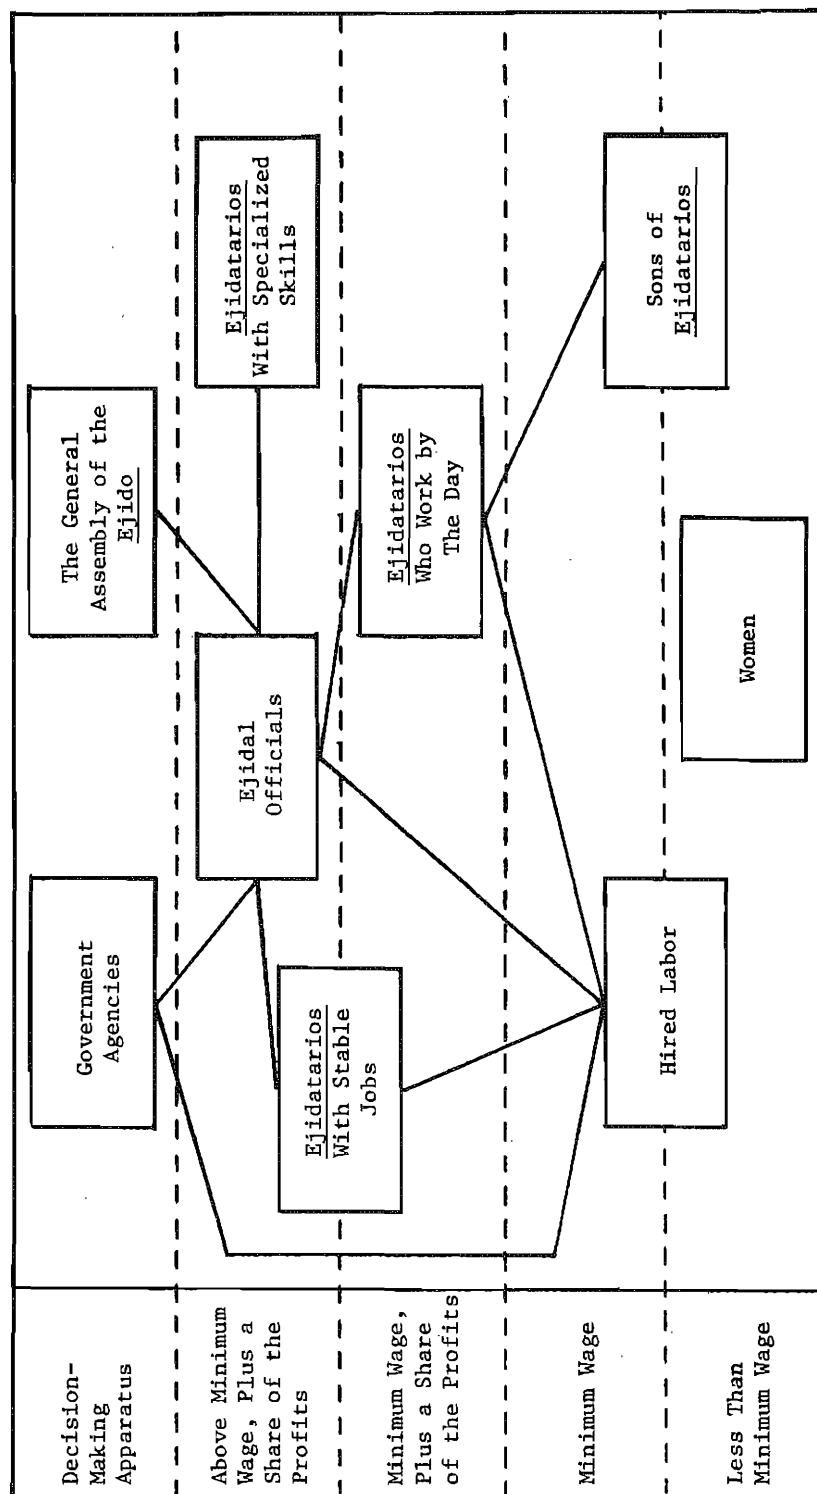 Decision-
Making
Apparatus
Government
Agencies
The General
Assembly of the
Ejido
Above Minimum
Wage, Plus a
Share of the
Profits
Ejidatarios
With Stable
Jobs
Ejidal
Officials
Ejidatarios
With Specialized
Skills
Minimum Wage,
Plus a Share
of the Profits
Ejidatarios
Who Work by
The Day
Minimum Wage
Hired Labor
Sons of
Ejidatarios
Less Than
Minimum Wage
Women